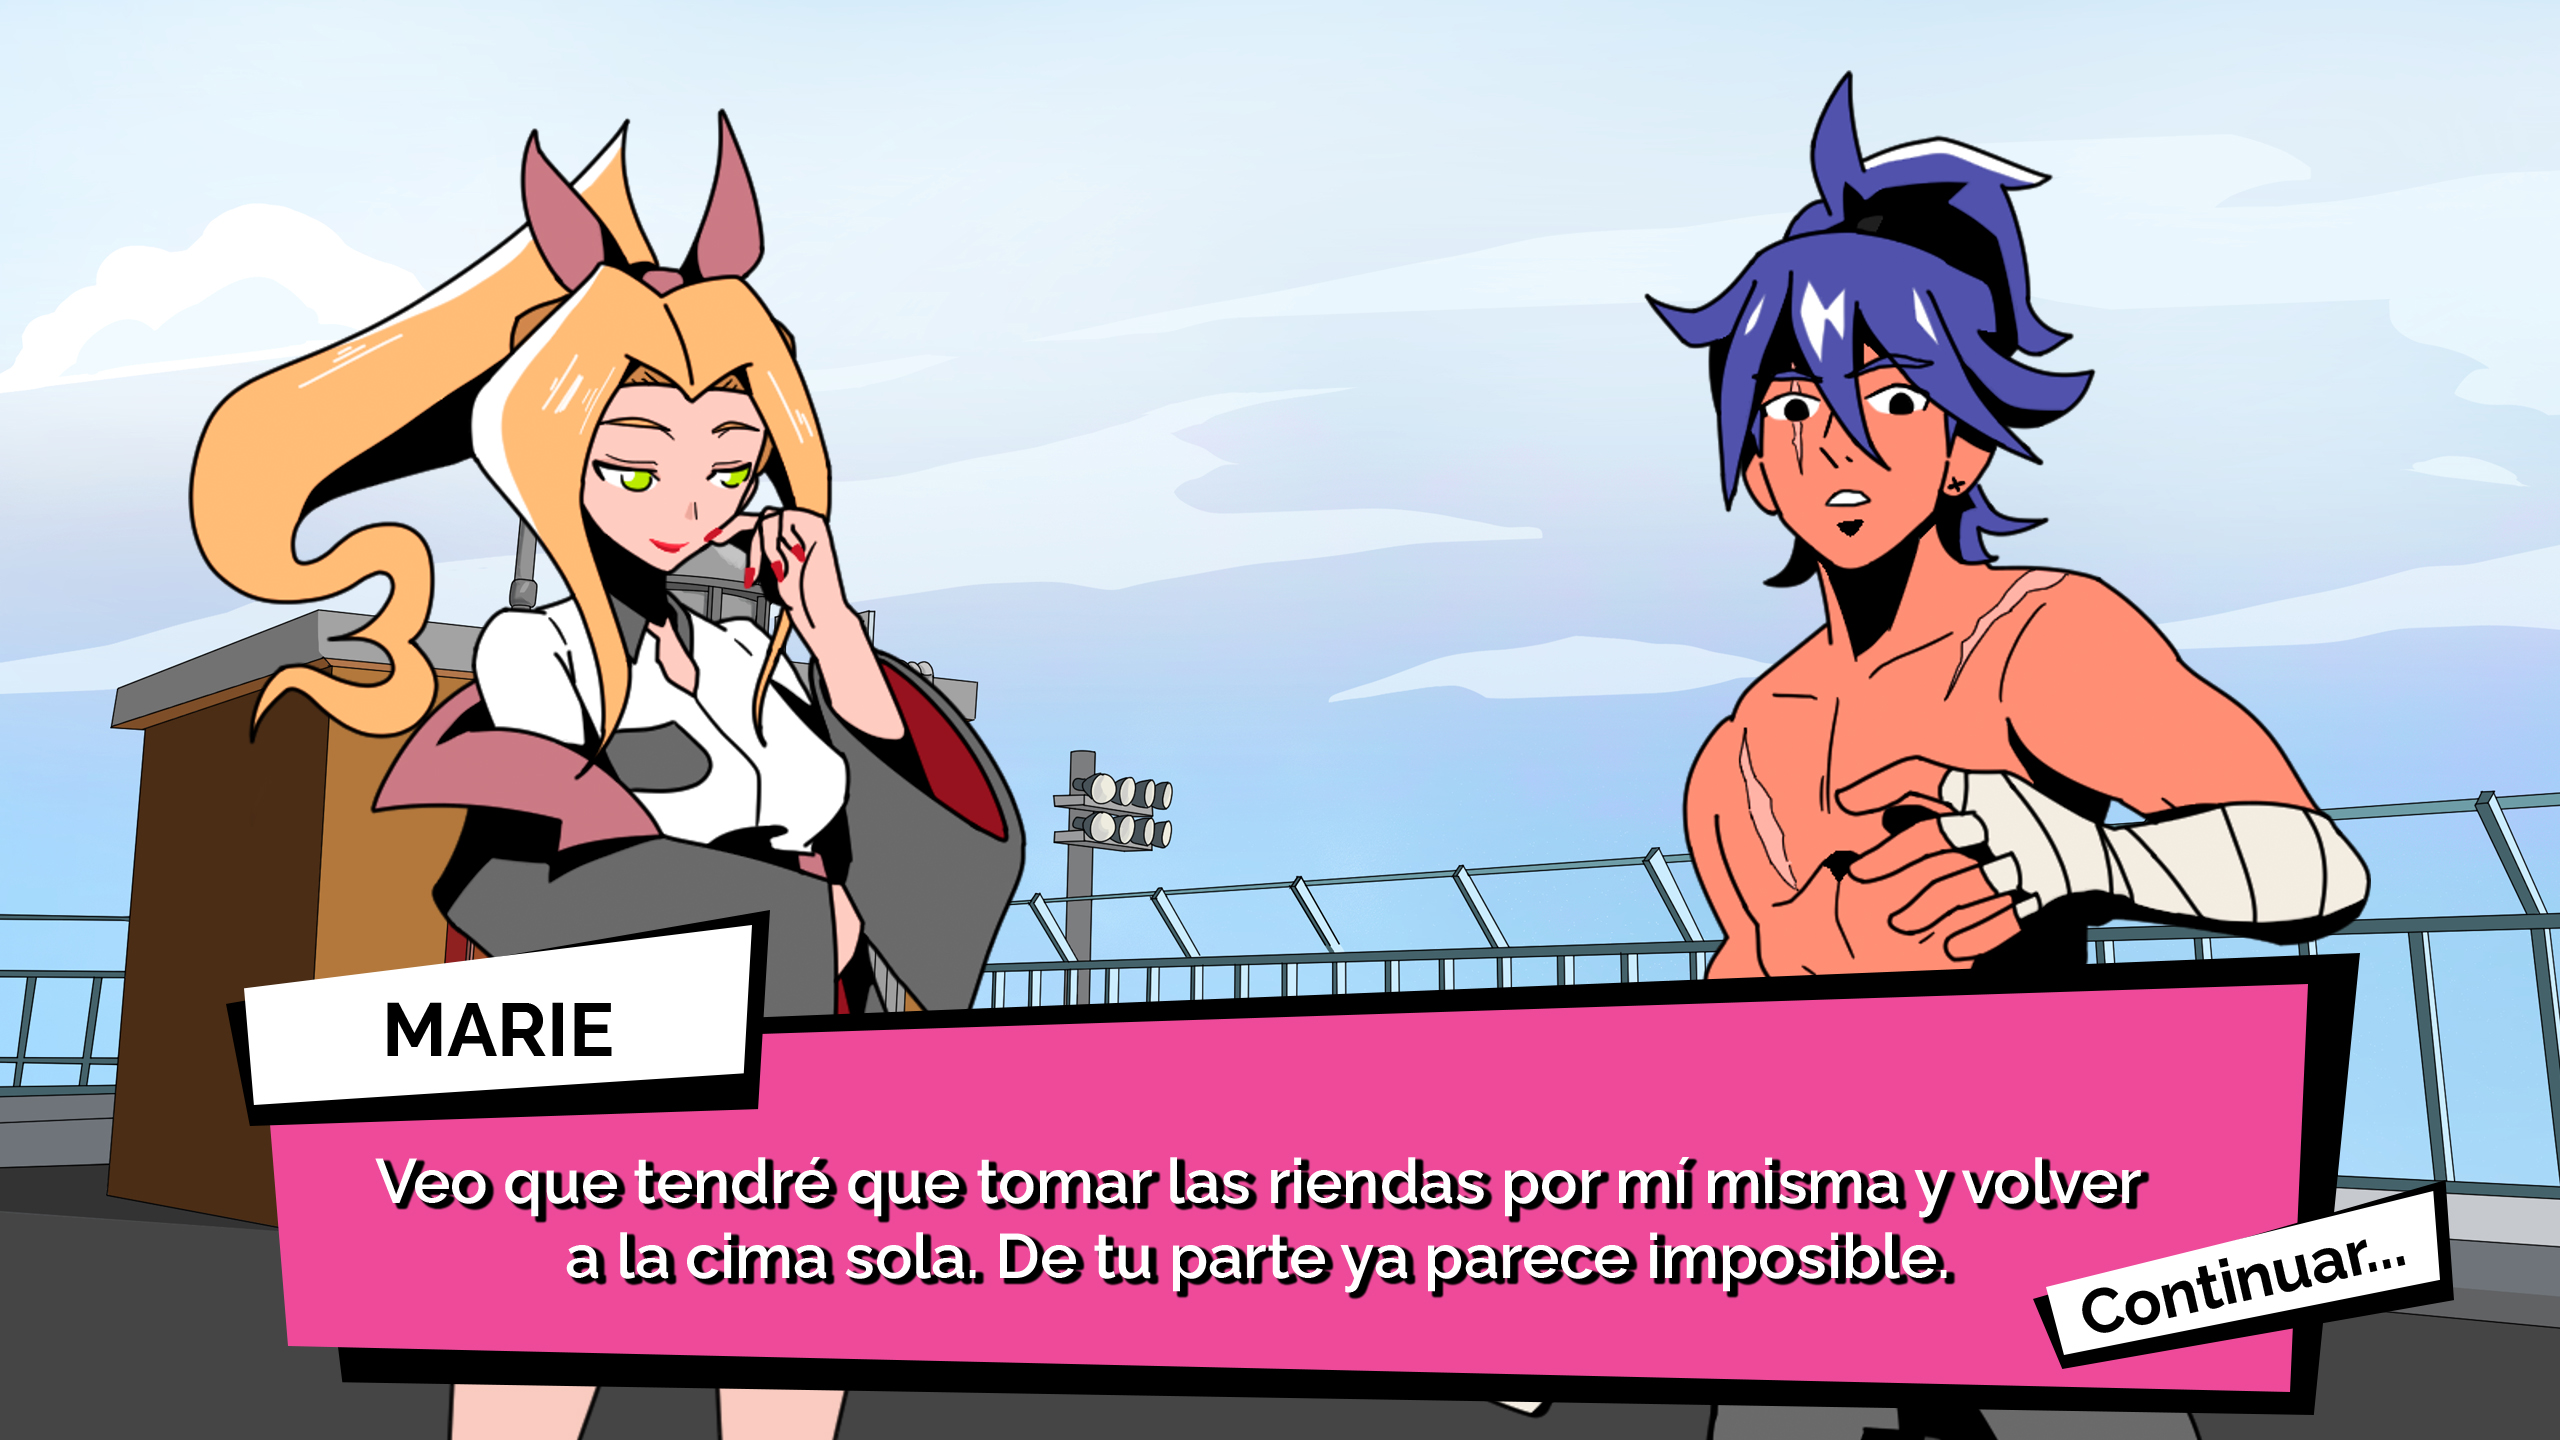 MARIE
Veo que tendré que tomar las riendas por mí misma y volver
a la cima sola. De tu parte ya parece imposible.
Continuar...